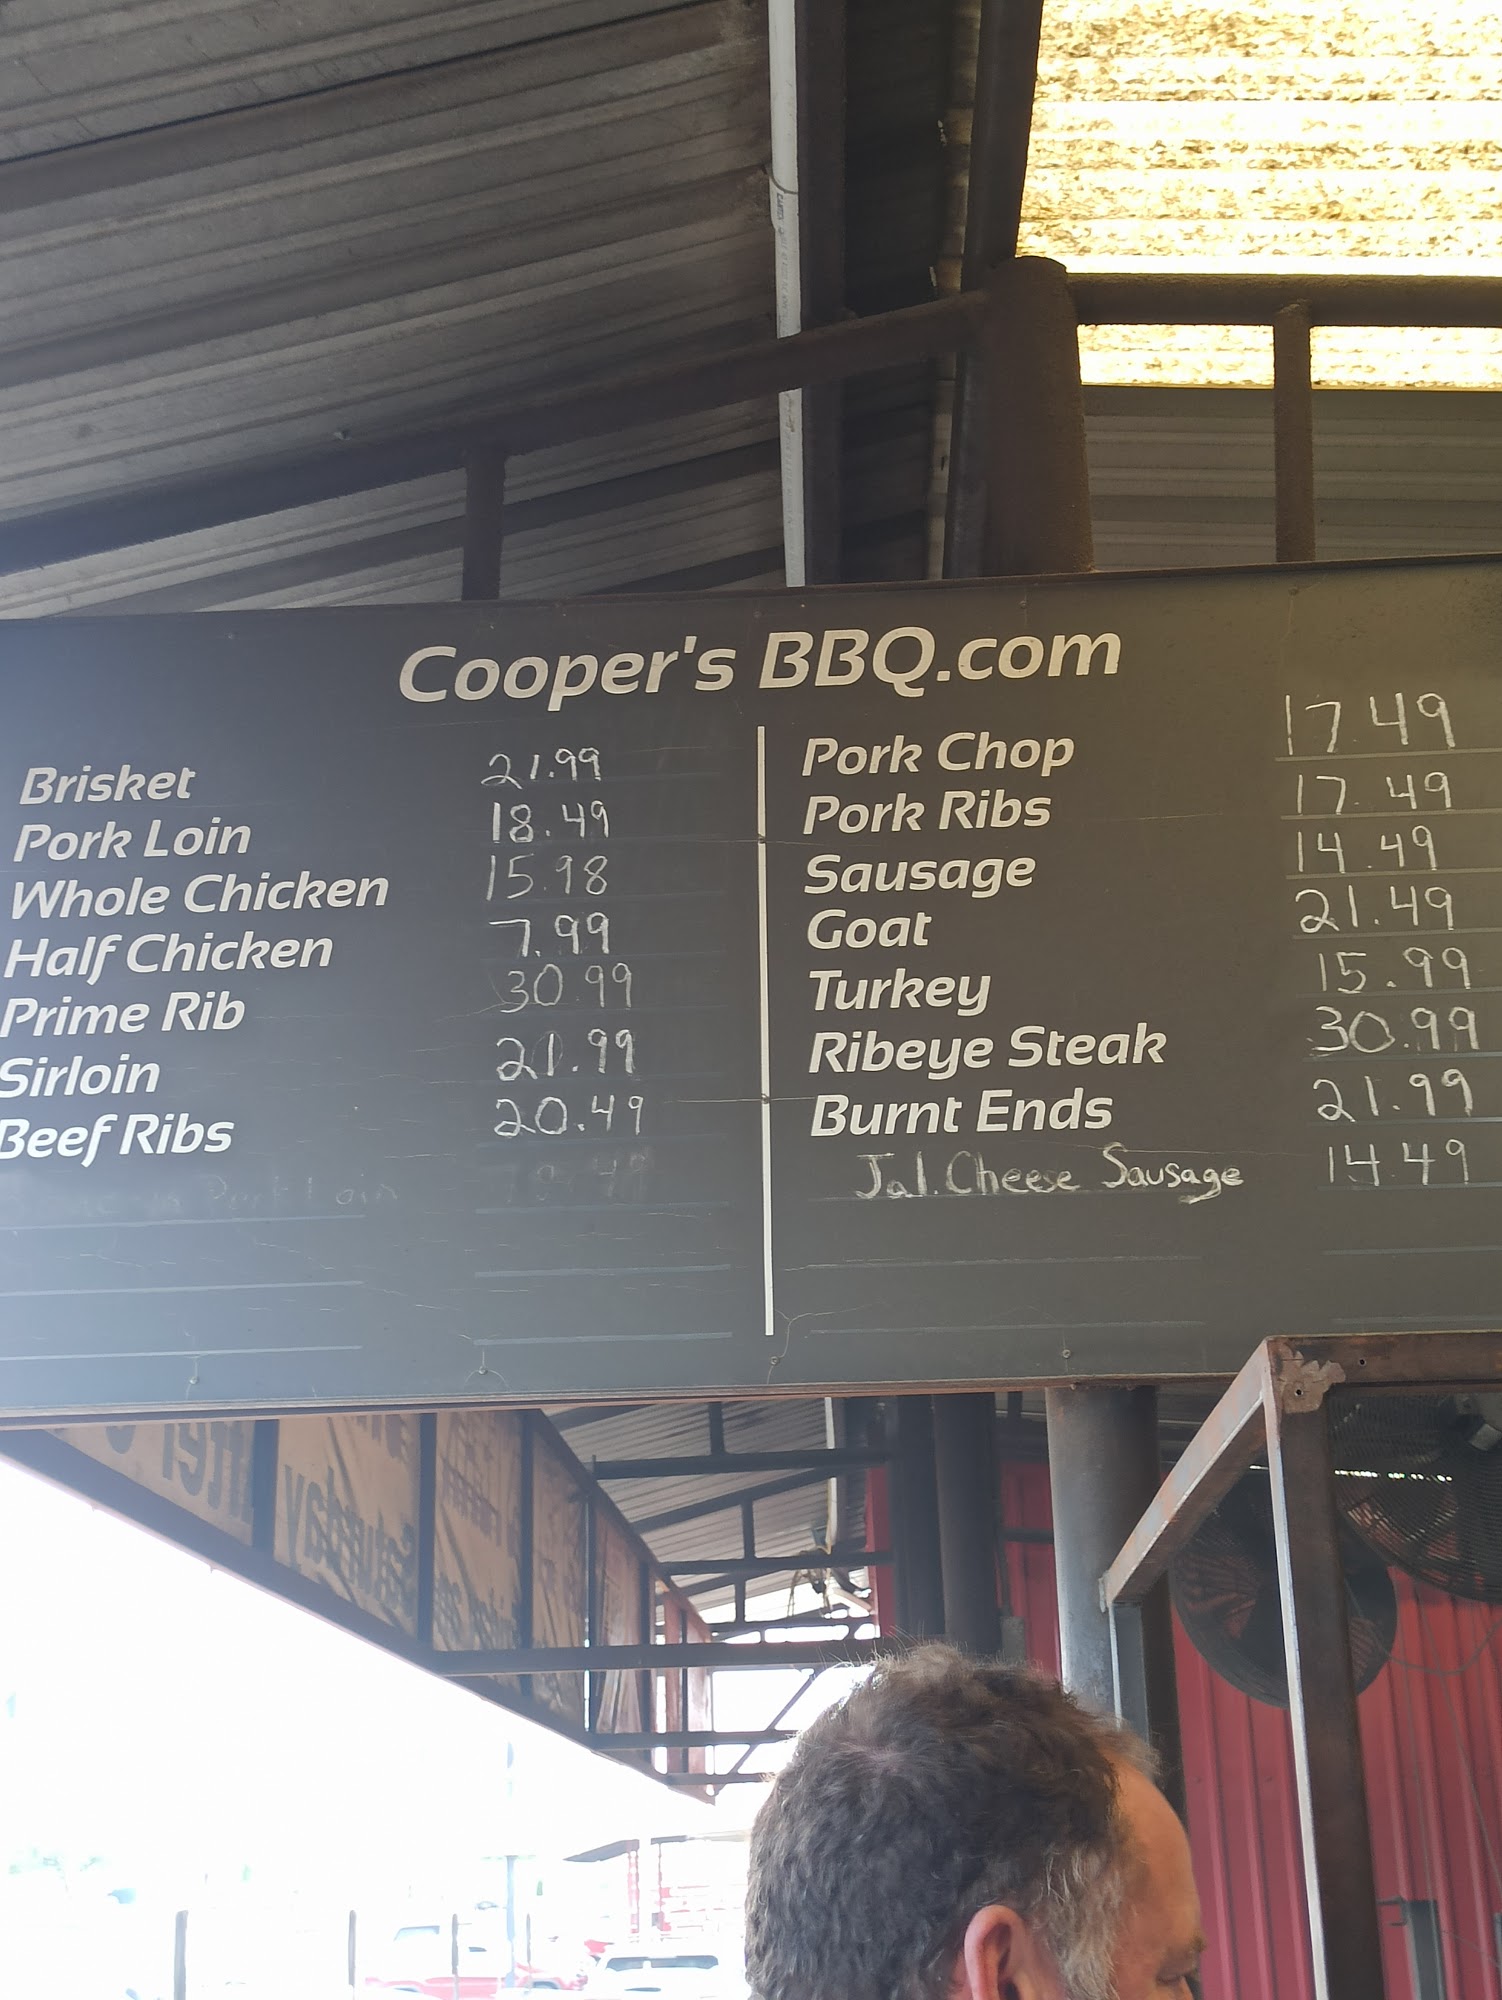 Cooper's BBQ.com
Brisket 21.99
Pork Loin 18.49
Whole Chicken 15.98
Half Chicken 7.99
Prime Rib 30.99
Sirloin 21.99
Beef Ribs 20.49
Pork Loin
Pork Chop 17.49
Pork Ribs 17.49
Sausage 14.49
Goat 21.49
Turkey 15.99
Ribeye Steak 30.99
Burnt Ends 21.99
Jal. Cheese Sausage 14.49
Saturday